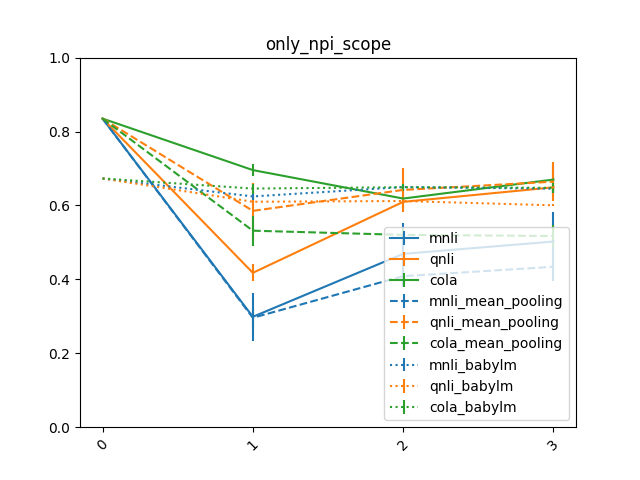 only_npi_scope
1.0
0.8
0.6
0.4
0.2
0.0
0
1
2
3
mnli
qnli
cola
mnli_mean_pooling
qnli_mean_pooling
cola_mean_pooling
mnli_babylm
qnli_babylm
cola_babylm